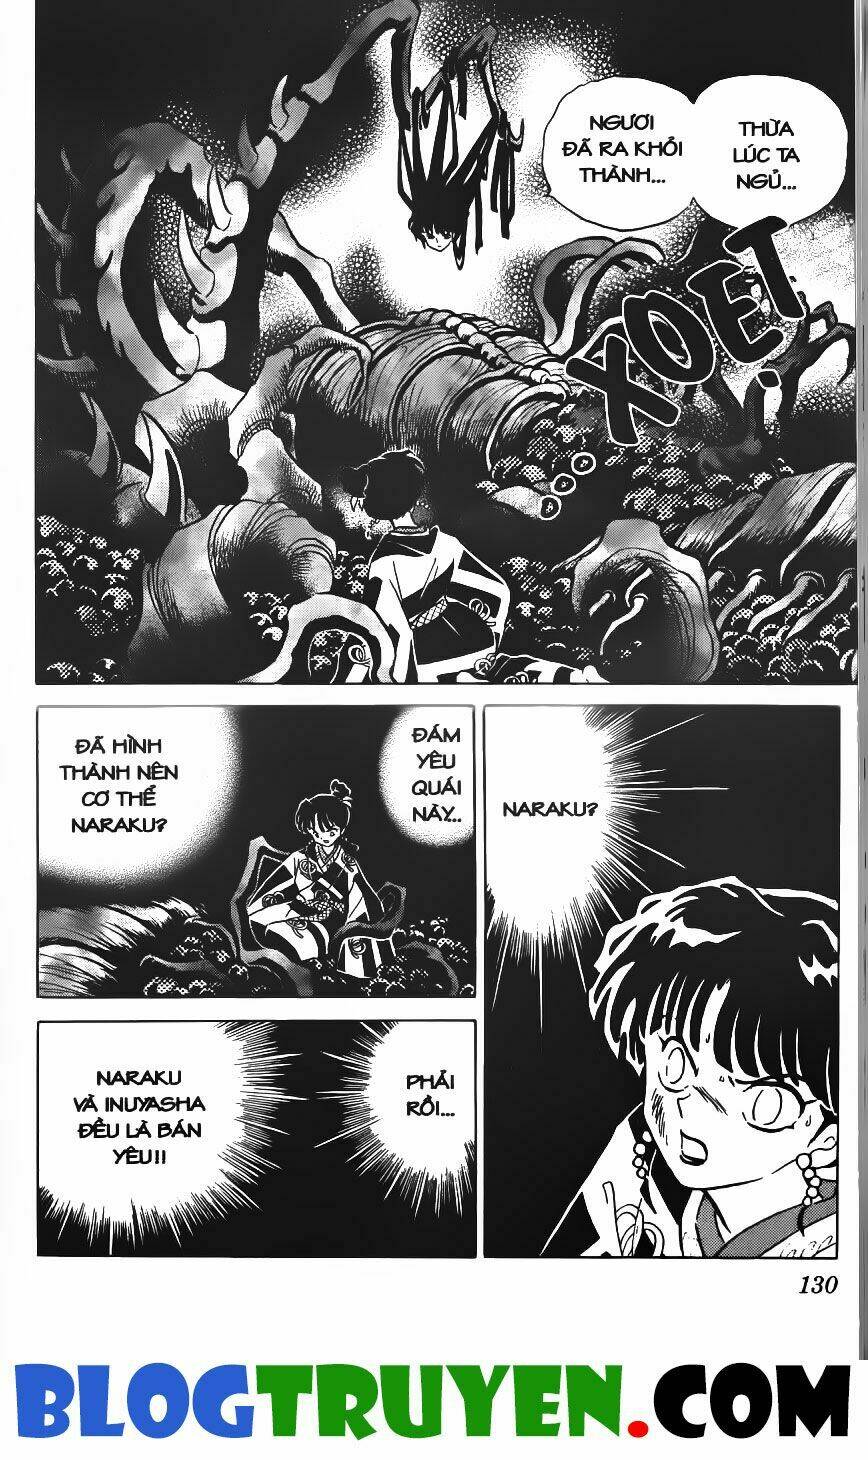 THỪA
LÚC TA
NGỦ...
NGƯƠI
ĐÃ RA KHỎI
THÀNH...
XOẸT
NARAKU?
ĐÁM
YÊU
QUÁI
NÀY...
ĐÃ HÌNH
THÀNH NÊN
CƠ THỂ
NARAKU?
PHẢI
RỒI...
NARAKU
VÀ INUYASHA
ĐỀU LÀ BÁN
YÊU!!
130
BLOGTRUYEN.COM